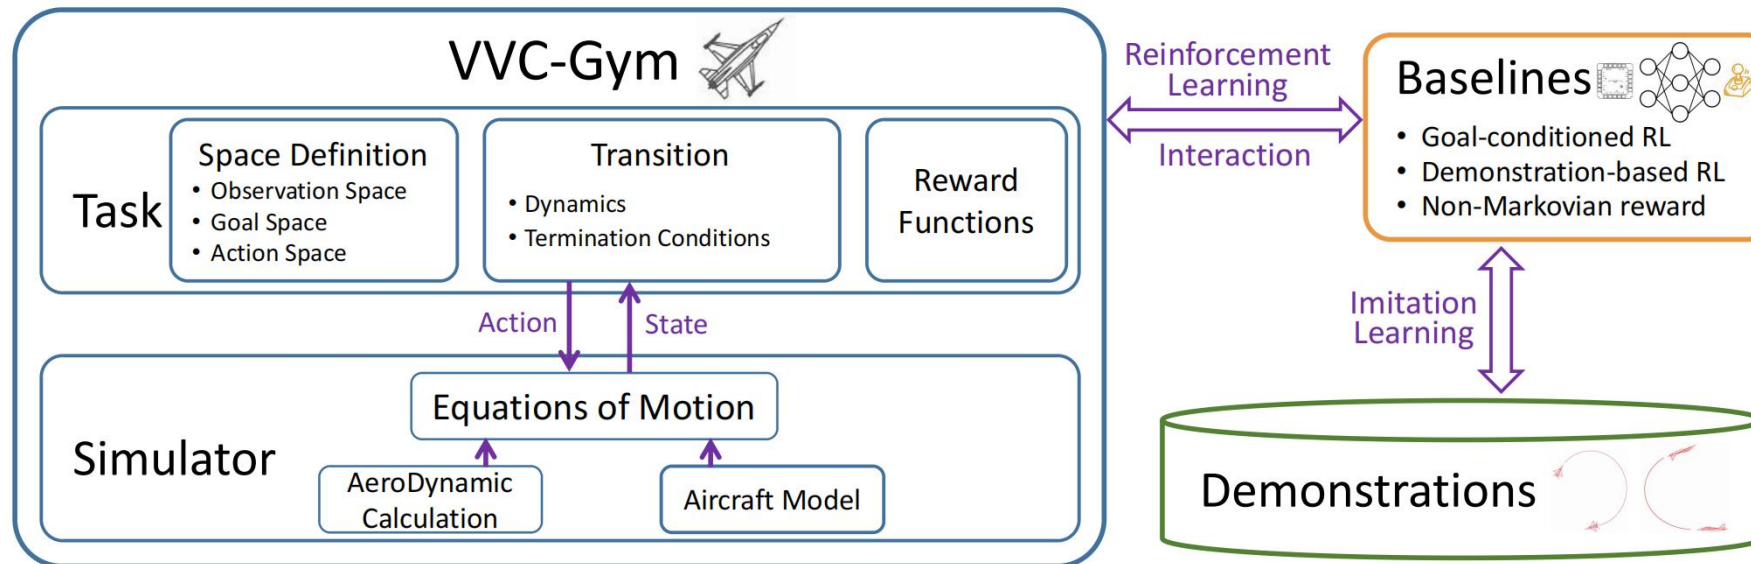 VVC-Gym
Task
Space Definition
• Observation Space
• Goal Space
• Action Space
Transition
• Dynamics
• Termination Conditions
Reward
Functions
Action
State
Simulator
Equations of Motion
AeroDynamic
Calculation
Aircraft Model
Reinforcement
Learning
Interaction
Baselines
• Goal-conditioned RL
• Demonstration-based RL
• Non-Markovian reward
Imitation
Learning
Demonstrations